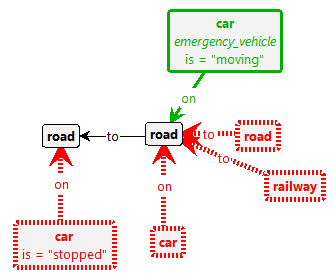 car
emergency_vehicle
is = "moving"
on
road
to
road
to
road
to
railway
on
on
car
is = "stopped"
car